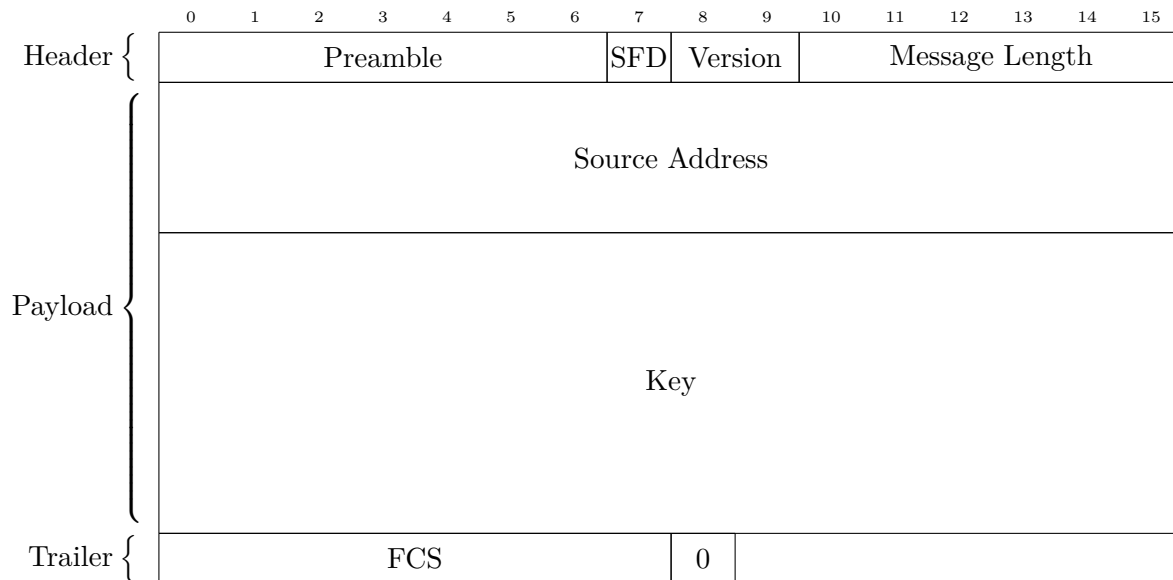 0 1 2 3 4 5 6 7 8 9 10 11 12 13 14 15
Header Preamble SFD Version Message Length
Source Address
Payload
Key
Trailer FCS 0